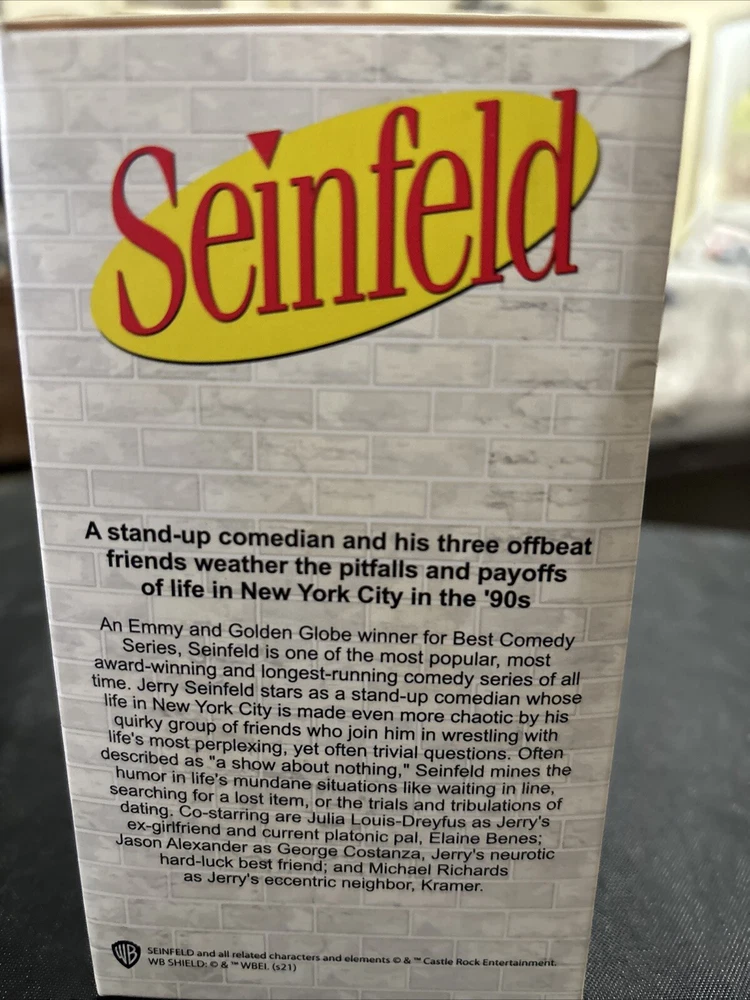 Seinfeld
A stand-up comedian and his three offbeat
friends weather the pitfalls and payoffs
of life in New York City in the '90s
An Emmy and Golden Globe winner for Best Comedy
Series, Seinfeld is one of the most popular, most
award-winning and longest-running comedy series of all
time. Jerry Seinfeld stars as a stand-up comedian whose
life in New York City is made even more chaotic by his
quirky group of friends who join him in wrestling with
life's most perplexing, yet often trivial questions. Often
described as "a show about nothing," Seinfeld mines the
humor in life's mundane situations like waiting in line,
searching for a lost item, or the trials and tribulations of
dating. Co-starring are Julia Louis-Dreyfus as Jerry's
ex-girlfriend and current platonic pal, Elaine Benes;
Jason Alexander as George Costanza, Jerry's neurotic
hard-luck best friend; and Michael Richards
as Jerry's eccentric neighbor, Kramer.
WB
SEINFELD and all related characters and elements © & ™ Castle Rock Entertainment.
WB SHIELD: © & ™ WBEI. (s21)